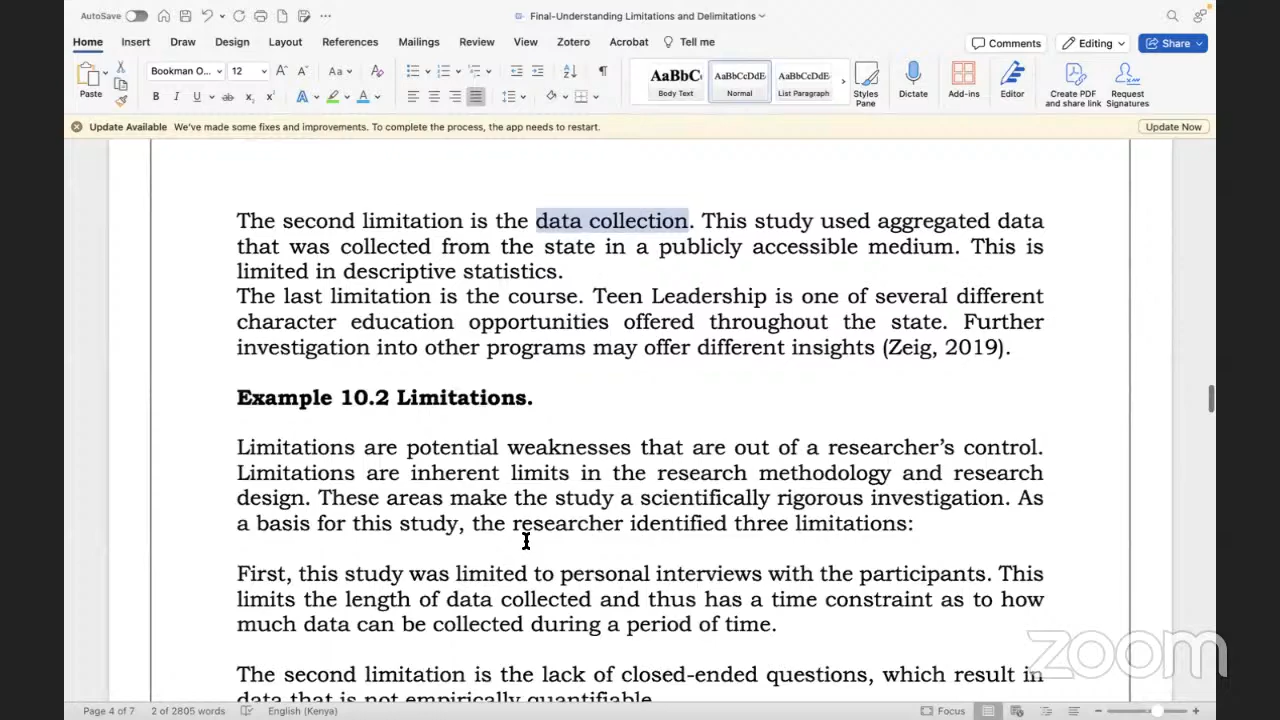 AutoSave
Final-Understanding Limitations and Delimitations
Home Insert Draw Design Layout References Mailings Review View Zotero Acrobat Tell me Comments Editing Share
Paste
Bookman O... 12
AaBbC AaBbCcDdE AaBbCcDdE
Body Text Normal List Paragraph
Styles Pane
Dictate
Add-ins
Editor
Create PDF and share link
Request Signatures
Update Available We've made some fixes and improvements. To complete the process, the app needs to restart. Update Now
The second limitation is the data collection. This study used aggregated data
that was collected from the state in a publicly accessible medium. This is
limited in descriptive statistics.
The last limitation is the course. Teen Leadership is one of several different
character education opportunities offered throughout the state. Further
investigation into other programs may offer different insights (Zeig, 2019).
Example 10.2 Limitations.
Limitations are potential weaknesses that are out of a researcher’s control.
Limitations are inherent limits in the research methodology and research
design. These areas make the study a scientifically rigorous investigation. As
a basis for this study, the researcher identified three limitations:
First, this study was limited to personal interviews with the participants. This
limits the length of data collected and thus has a time constraint as to how
much data can be collected during a period of time.
The second limitation is the lack of closed-ended questions, which result in
data that is not empirically quantifiable.
zoom
Page 4 of 7 2 of 2805 words English (Kenya) Focus